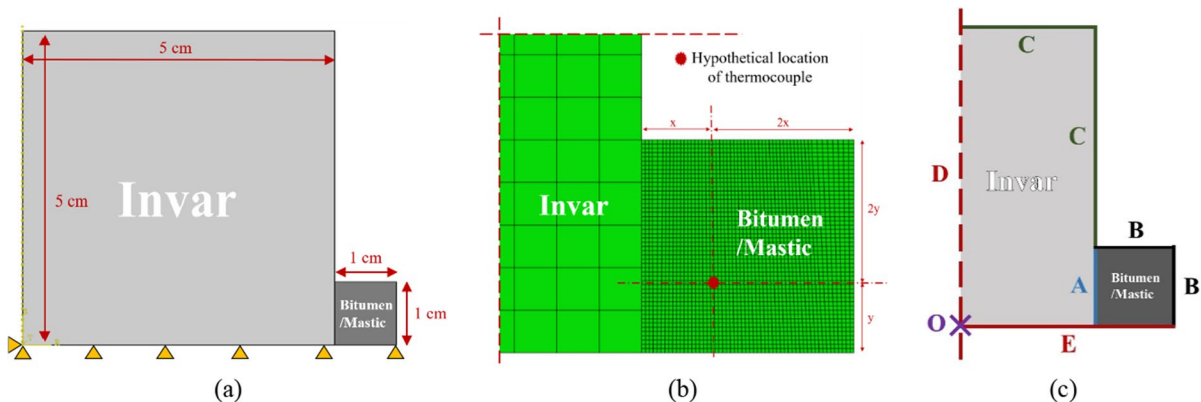 5 cm
5 cm
Invar
1 cm
Bitumen
/Mastic
1 cm
(a)
Hypothetical location
of thermocouple
x
2x
Invar
Bitumen
/Mastic
2y
y
(b)
C
C
D
Invar
B
A
Bitumen
/Mastic
B
O
E
(c)